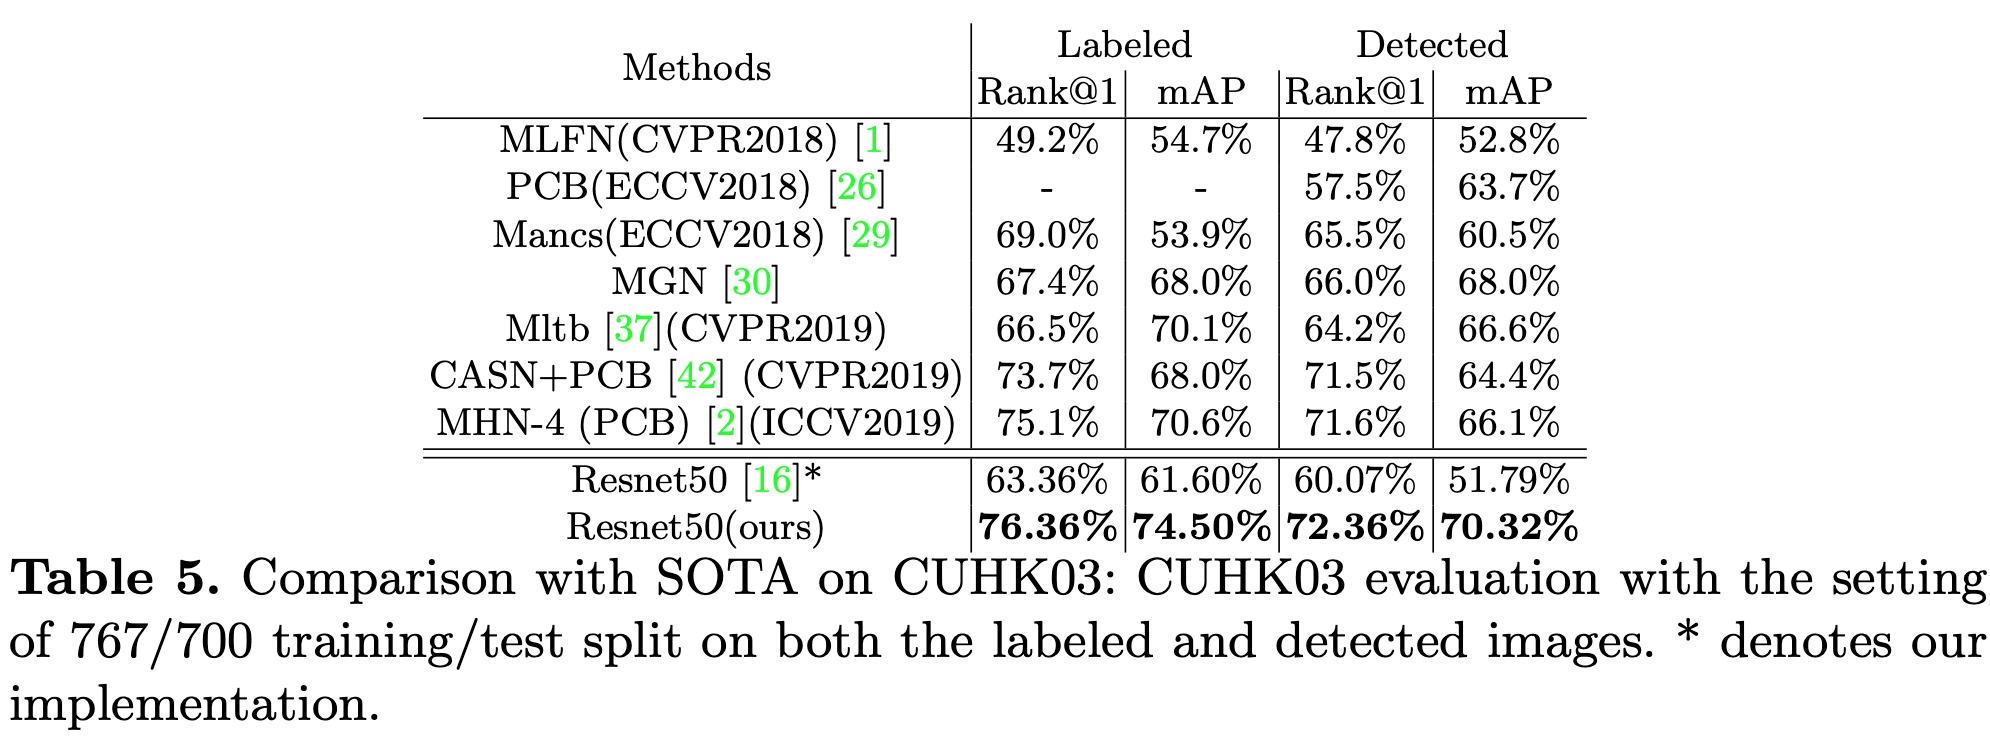 Methods Labeled Detected
Rank@1 mAP Rank@1 mAP
MLFN(CVPR2018) [1] 49.2% 54.7% 47.8% 52.8%
PCB(ECCV2018) [26] - - 57.5% 63.7%
Mancs(ECCV2018) [29] 69.0% 53.9% 65.5% 60.5%
MGN [30] 67.4% 68.0% 66.0% 68.0%
Mltb [37](CVPR2019) 66.5% 70.1% 64.2% 66.6%
CASN+PCB [42] (CVPR2019) 73.7% 68.0% 71.5% 64.4%
MHN-4 (PCB) [2](ICCV2019) 75.1% 70.6% 71.6% 66.1%
Resnet50 [16]* 63.36% 61.60% 60.07% 51.79%
Resnet50(ours) 76.36% 74.50% 72.36% 70.32%
Table 5. Comparison with SOTA on CUHK03: CUHK03 evaluation with the setting
of 767/700 training/test split on both the labeled and detected images. * denotes our
implementation.